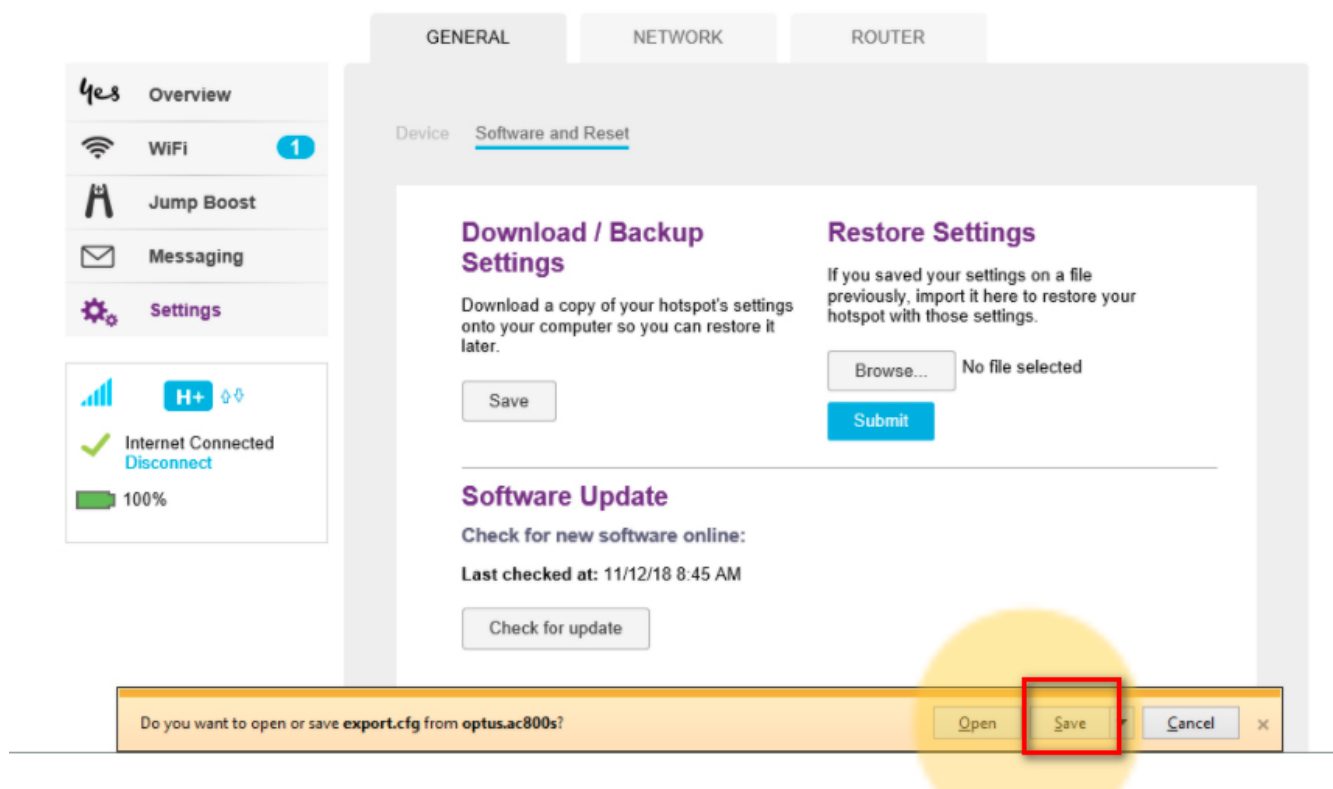 GENERAL NETWORK ROUTER
yes Overview
WiFi 1
Jump Boost
Messaging
Settings
H+
Internet Connected
Disconnect
100%
Device Software and Reset
Download / Backup
Settings
Download a copy of your hotspot's settings
onto your computer so you can restore it
later.
Save
Restore Settings
If you saved your settings on a file
previously, import it here to restore your
hotspot with those settings.
Browse... No file selected
Submit
Software Update
Check for new software online:
Last checked at: 11/12/18 8:45 AM
Check for update
Do you want to open or save export.cfg from optus.ac800s? Open Save Cancel ×